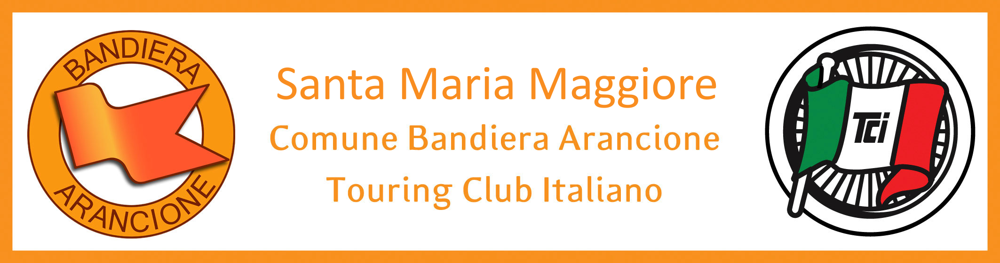 BANDIERA
ARANCIONE
Santa Maria Maggiore
Comune Bandiera Arancione
Touring Club Italiano
Tci